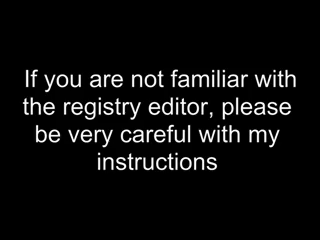 If you are not familiar with
the registry editor, please
be very careful with my
instructions